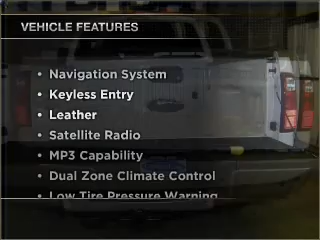 VEHICLE FEATURES
• Navigation System
• Keyless Entry
• Leather
• Satellite Radio
• MP3 Capability
• Dual Zone Climate Control
• Low Tire Pressure Warning